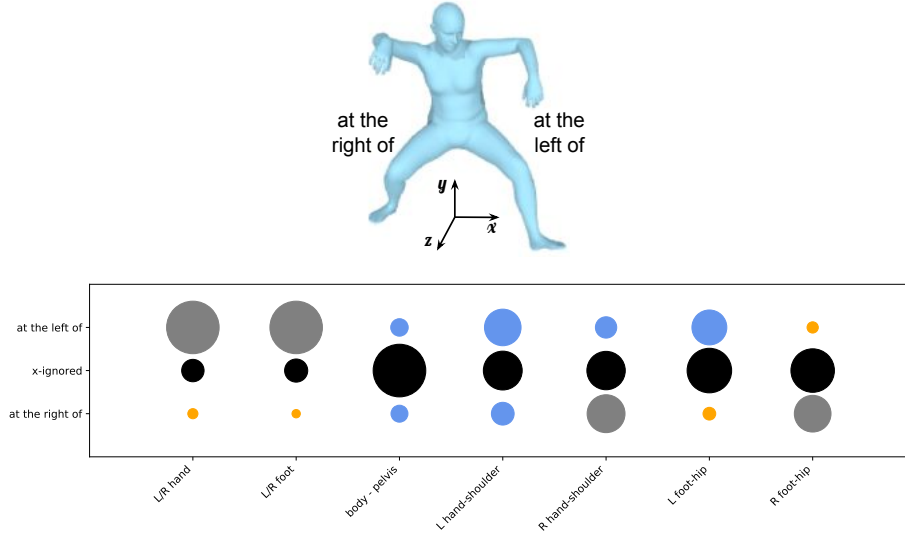 at the
right of
at the
left of
y
x
z
at the left of
x-ignored
at the right of
L/R hand
L/R foot
body - pelvis
L hand-shoulder
R hand-shoulder
L foot-hip
R foot-hip